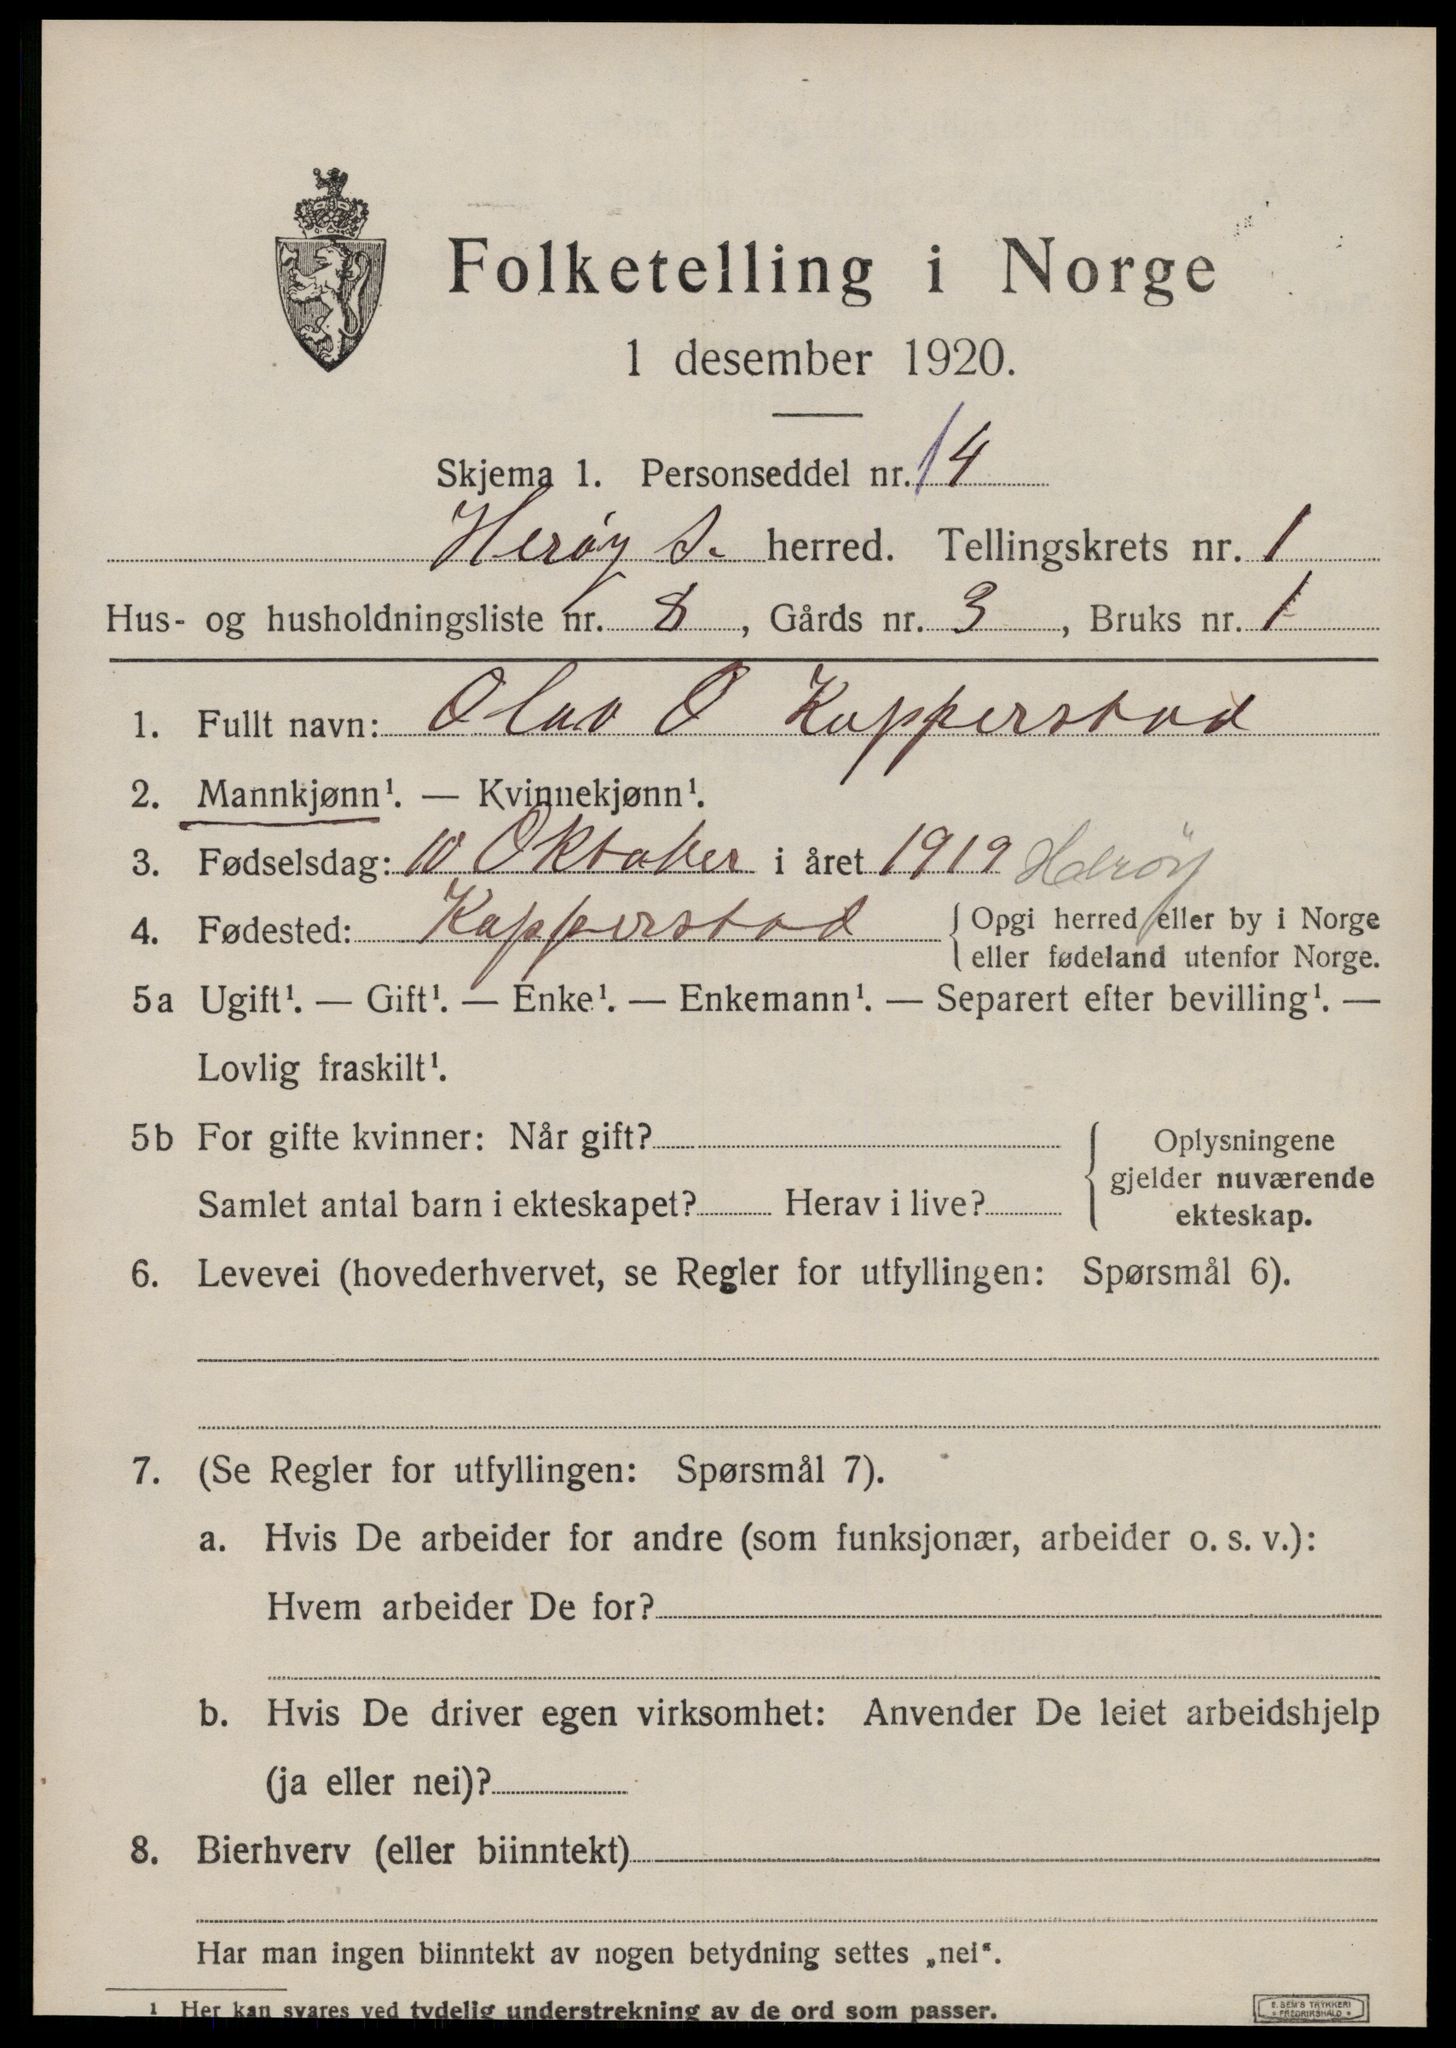 Folketelling i Norge
1 desember 1920.
Skjema 1. Personseddel nr. 14
Herøy s. herred. Tellingskrets nr. 1
Hus- og husholdningsliste nr. 8, Gårds nr. 3, Bruks nr. 1
1. Fullt navn: Olav O Kopperstad
2. Mannkjønn¹. — Kvinnekjønn¹.
3. Fødselsdag: 10 Oktober i året 1919 Herøy
4. Fødested: Kopperstad { Opgi herred eller by i Norge
eller fødeland utenfor Norge.
5a Ugift¹. — Gift¹. — Enke¹. — Enkemann¹. — Separert efter bevilling¹. —
Lovlig fraskilt¹.
5b For gifte kvinner: Når gift? { Oplysningene
gjelder nuværende
Samlet antal barn i ekteskapet? Herav i live? ekteskap.
6. Levevei (hovederhvervet, se Regler for utfyllingen: Spørsmål 6).
7. (Se Regler for utfyllingen: Spørsmål 7).
a. Hvis De arbeider for andre (som funksjonær, arbeider o. s. v.):
Hvem arbeider De for?
b. Hvis De driver egen virksomhet: Anvender De leiet arbeidshjelp
(ja eller nei)?
8. Bierhverv (eller biinntekt)
Har man ingen biinntekt av nogen betydning settes „nei“.
¹ Her kan svares ved tydelig understrekning av de ord som passer.
E. SEM'S TRYKKERI
FREDRIKSHALD